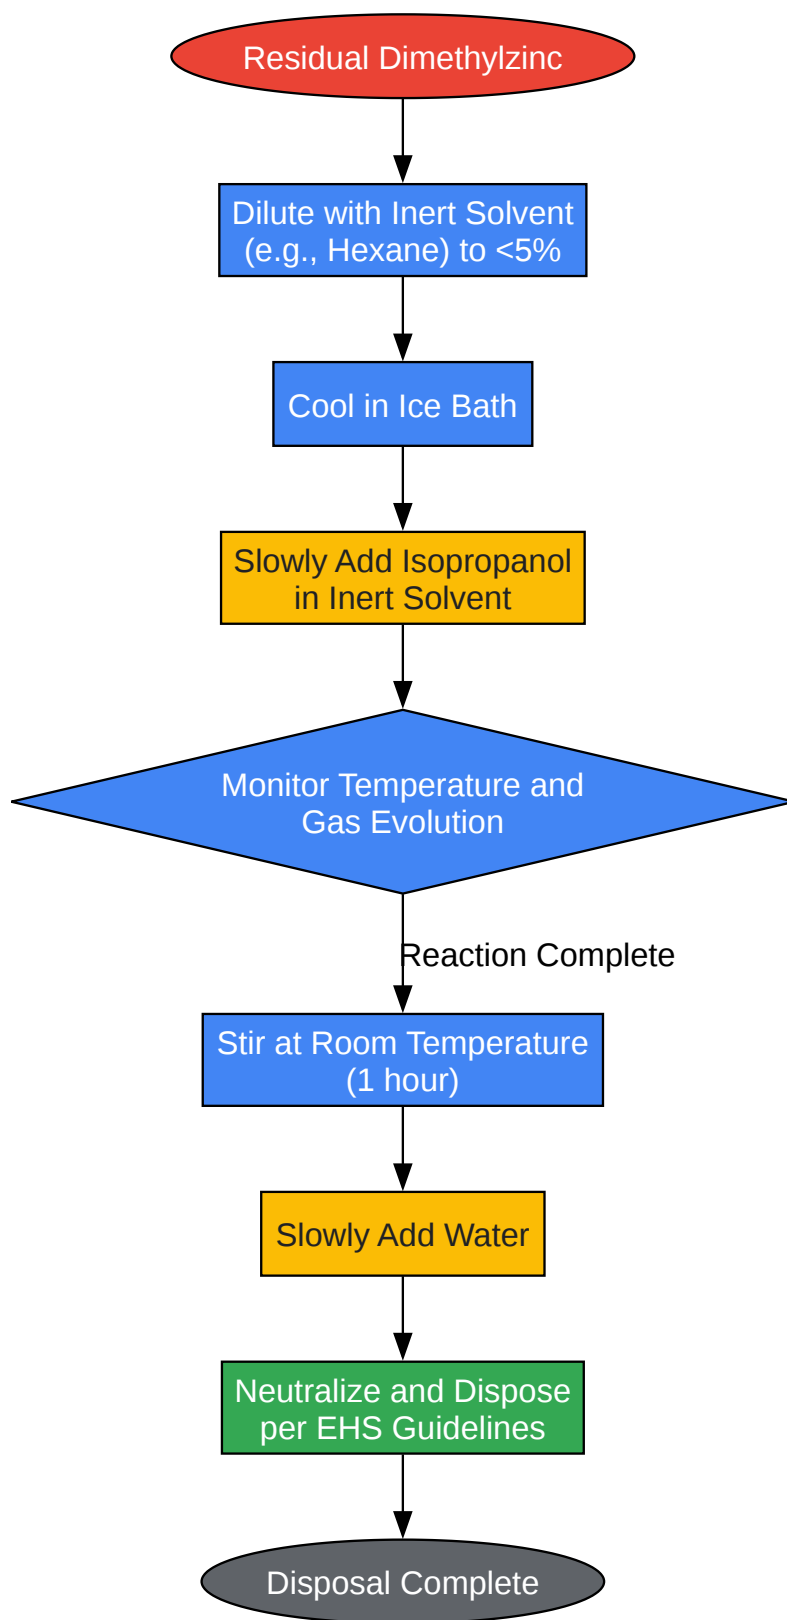 Residual Dimethylzinc
Dilute with Inert Solvent
(e.g., Hexane) to <5%
Cool in Ice Bath
Slowly Add Isopropanol
in Inert Solvent
Monitor Temperature and
Gas Evolution
Reaction Complete
Stir at Room Temperature
(1 hour)
Slowly Add Water
Neutralize and Dispose
per EHS Guidelines
Disposal Complete